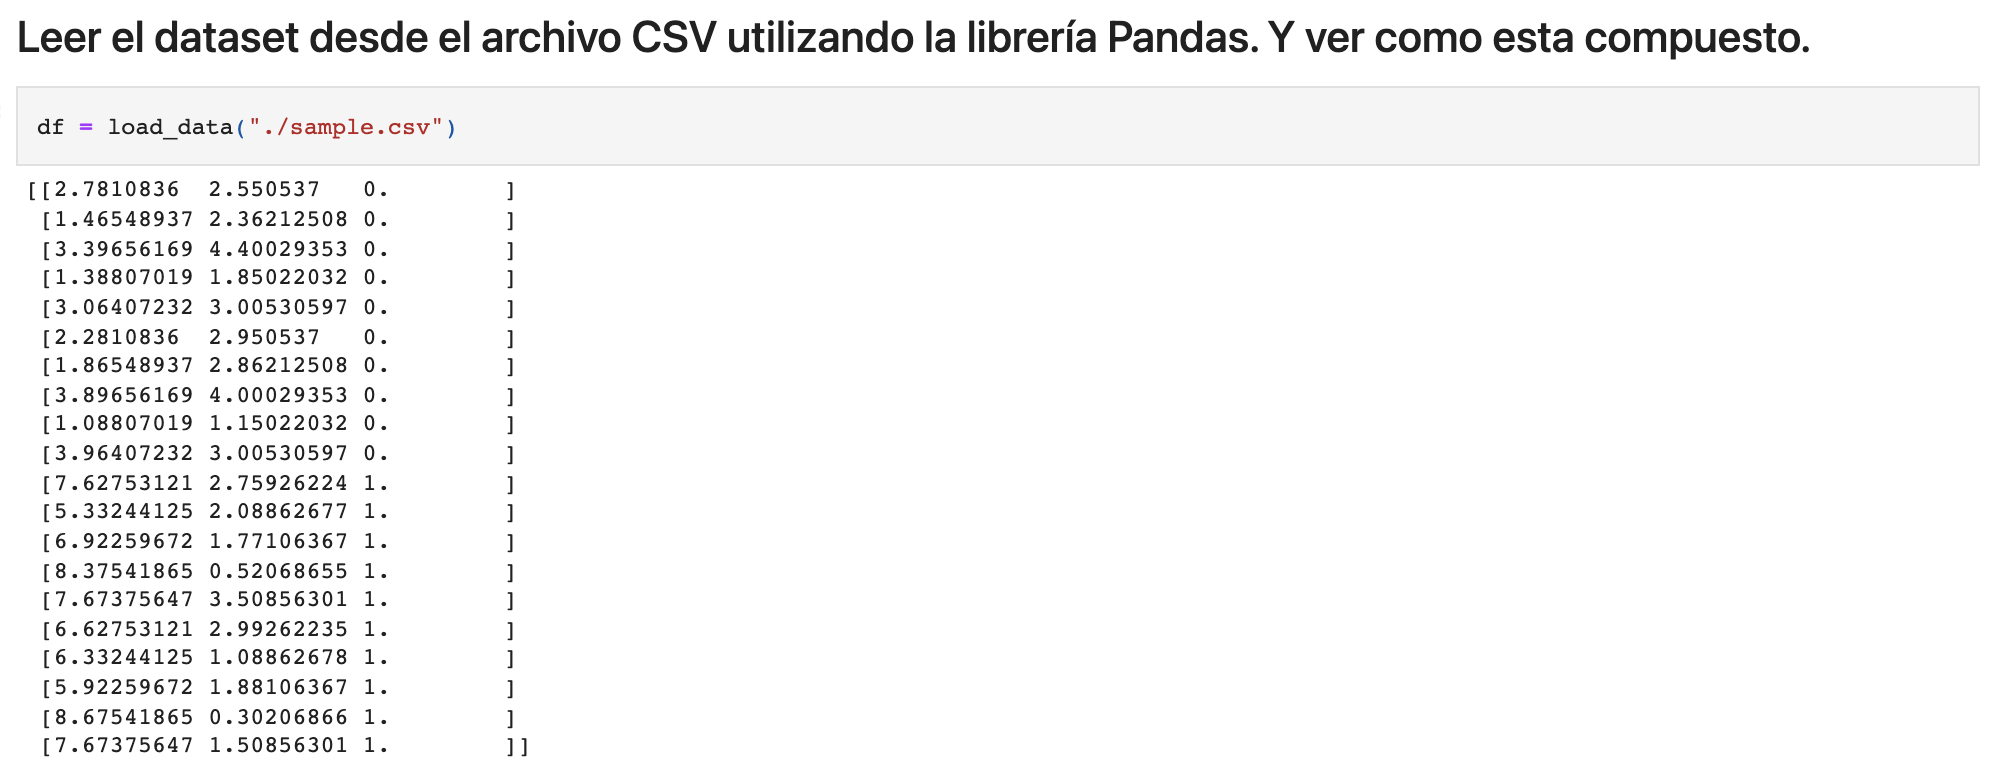 Leer el dataset desde el archivo CSV utilizando la librería Pandas. Y ver como esta compuesto.
df = load_data("./sample.csv")
[[2.7810836  2.550537   0.        ]
 [1.46548937 2.36212508 0.        ]
 [3.39656169 4.40029353 0.        ]
 [1.38807019 1.85022032 0.        ]
 [3.06407232 3.00530597 0.        ]
 [2.2810836  2.950537   0.        ]
 [1.86548937 2.86212508 0.        ]
 [3.89656169 4.00029353 0.        ]
 [1.08807019 1.15022032 0.        ]
 [3.96407232 3.00530597 0.        ]
 [7.62753121 2.75926224 1.        ]
 [5.33244125 2.08862677 1.        ]
 [6.92259672 1.77106367 1.        ]
 [8.37541865 0.52068655 1.        ]
 [7.67375647 3.50856301 1.        ]
 [6.62753121 2.99262235 1.        ]
 [6.33244125 1.08862678 1.        ]
 [5.92259672 1.88106367 1.        ]
 [8.67541865 0.30206866 1.        ]
 [7.67375647 1.50856301 1.        ]]